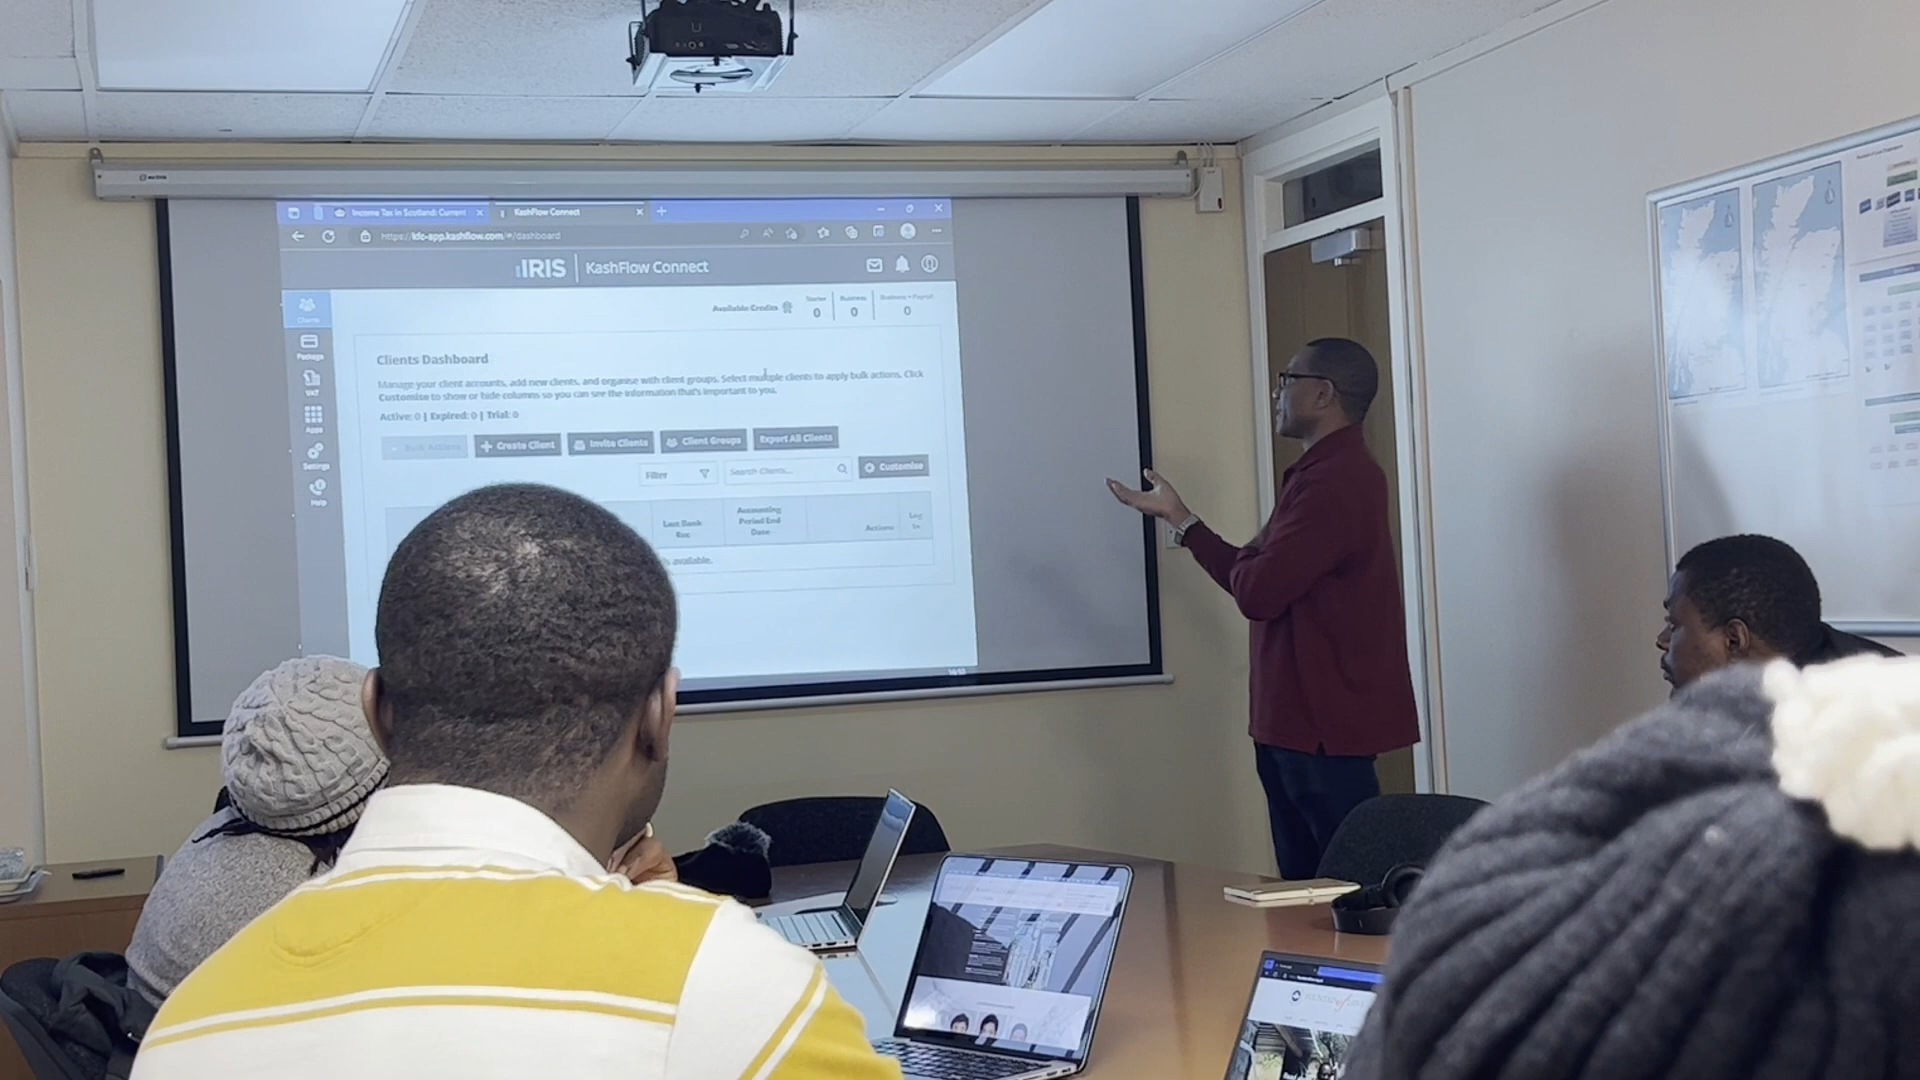 Income Tax in Scotland: Current
KashFlow Connect
https://kfc-app.kashflow.com/#/dashboard
IRIS KashFlow Connect
Available Credits
Starter
0
Business
0
Business + Payroll
0
Clients
Package
VAT
Apps
Settings
Help
Clients Dashboard
Manage your client accounts, add new clients, and organise with client groups. Select multiple clients to apply bulk actions. Click
Customise to show or hide columns so you can see the information that's important to you.
Active: 0 | Expired: 0 | Trial: 0
Bulk Actions
Create Client
Invite Clients
Client Groups
Export All Clients
Filter
Search Clients...
Customise
Last Bank
Rec
Accounting
Period End
Date
Actions
Log
In
available.